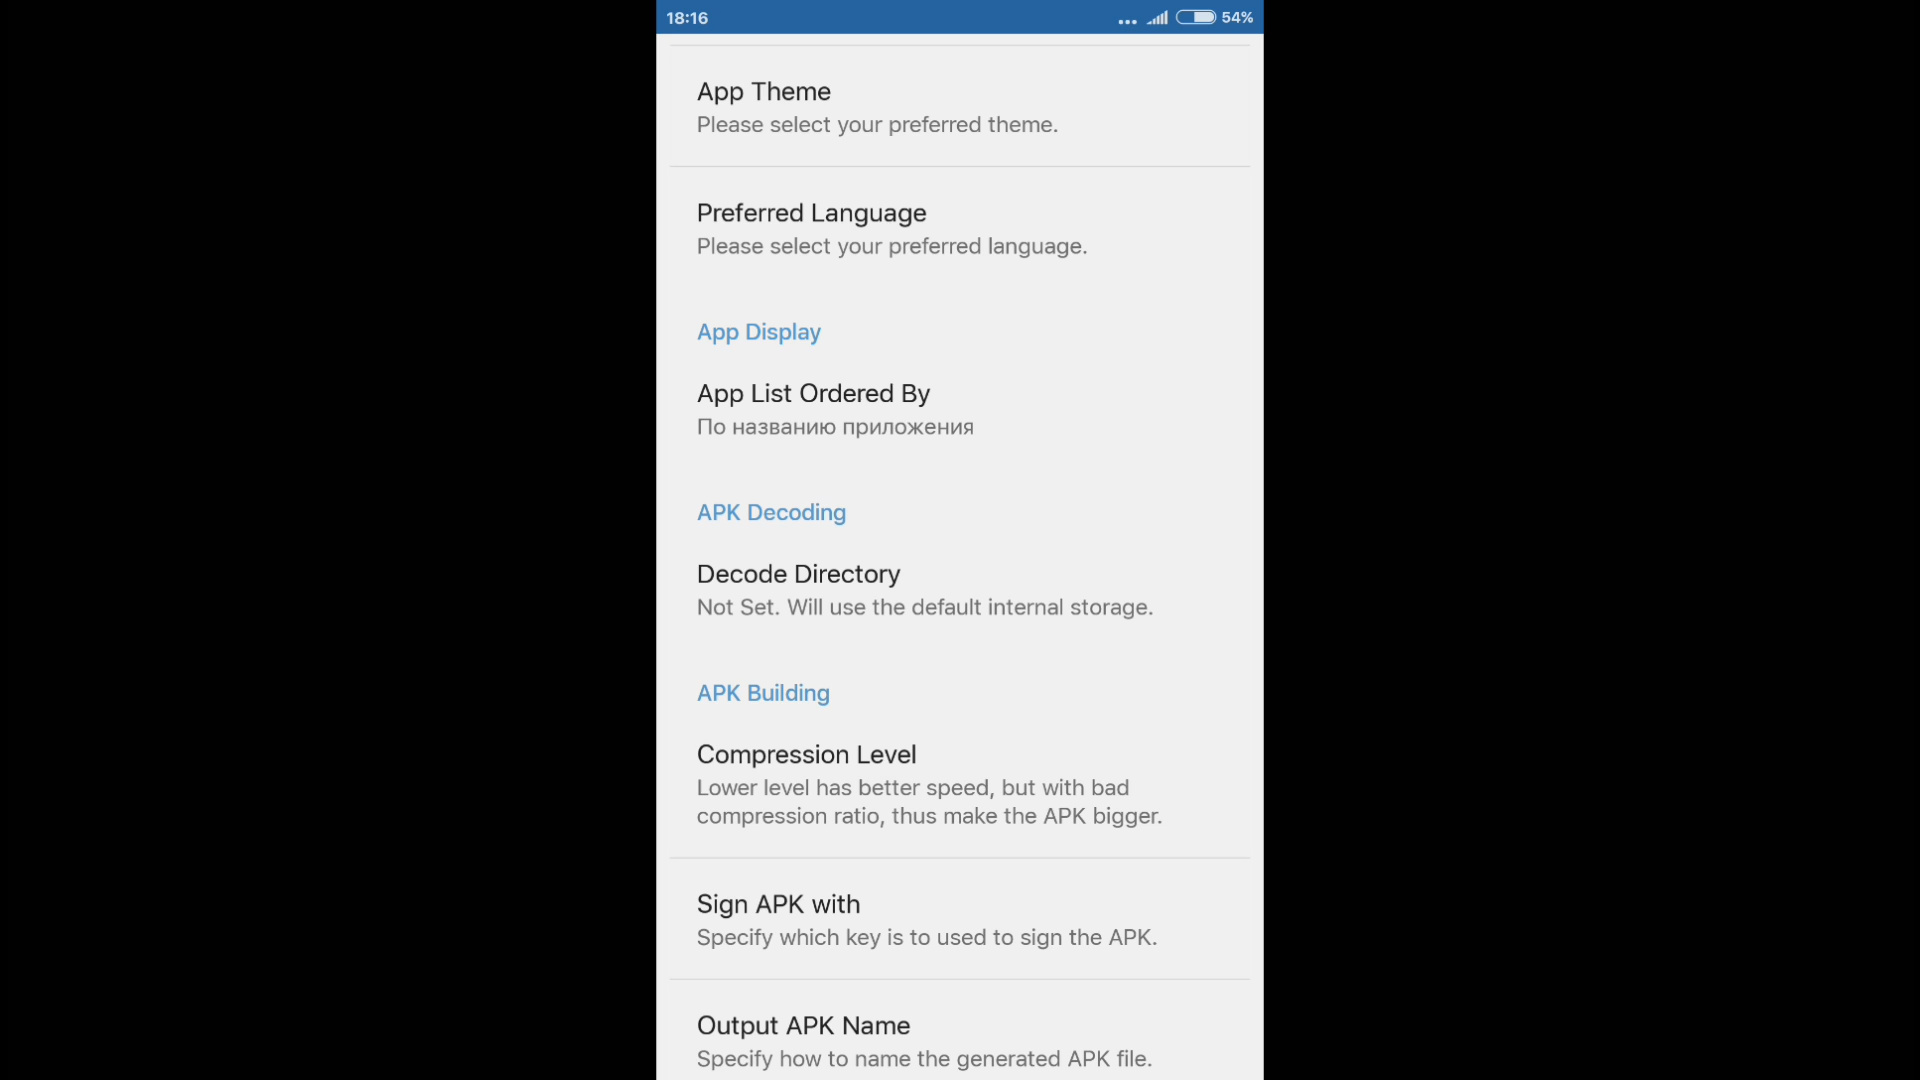 18:16
54%
App Theme
Please select your preferred theme.
Preferred Language
Please select your preferred language.
App Display
App List Ordered By
По названию приложения
APK Decoding
Decode Directory
Not Set. Will use the default internal storage.
APK Building
Compression Level
Lower level has better speed, but with bad
compression ratio, thus make the APK bigger.
Sign APK with
Specify which key is to used to sign the APK.
Output APK Name
Specify how to name the generated APK file.